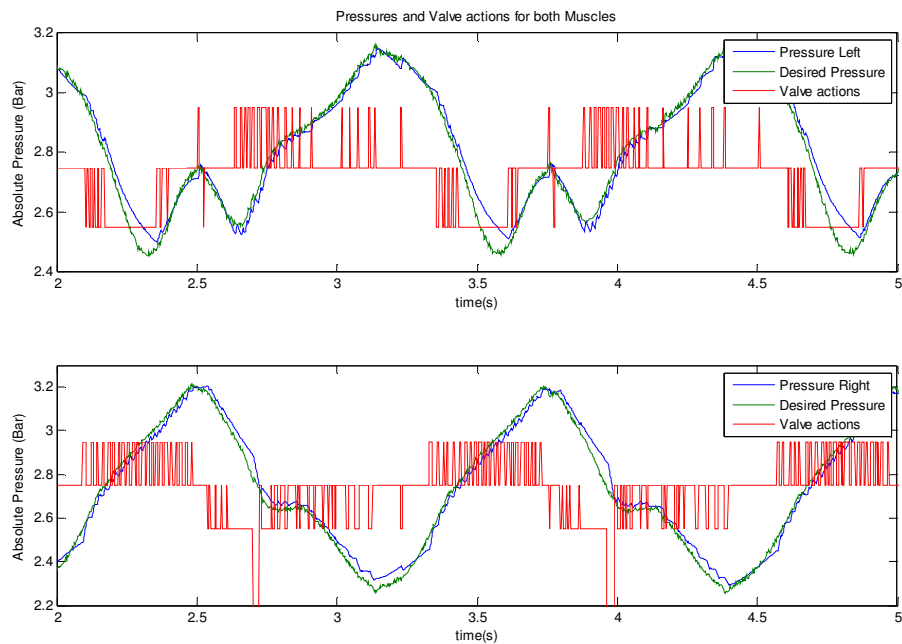 Pressures and Valve actions for both Muscles
Absolute Pressure (Bar)
3.2
3
2.8
2.6
2.4
2
2.5
3
3.5
4
4.5
5
time(s)
Pressure Left
Desired Pressure
Valve actions
Absolute Pressure (Bar)
3.2
3
2.8
2.6
2.4
2.2
2
2.5
3
3.5
4
4.5
5
time(s)
Pressure Right
Desired Pressure
Valve actions